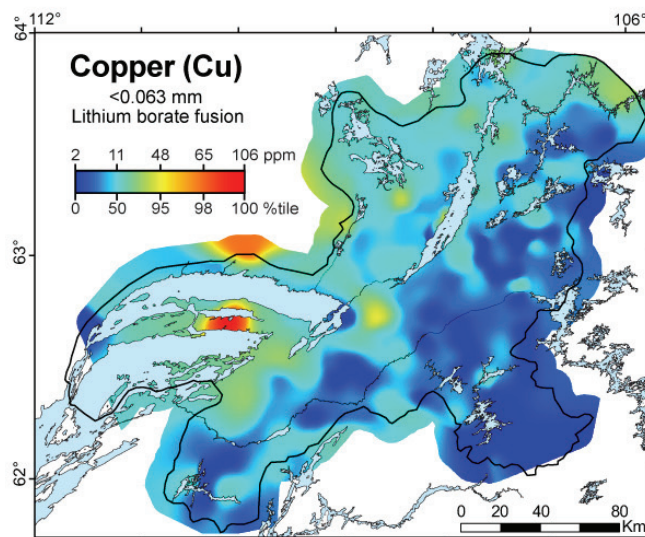 112° 106°
64°
Copper (Cu)
<0.063 mm
Lithium borate fusion
2 11 48 65 106 ppm
0 50 95 98 100 %tile
63°
62°
0 20 40 60 80
Km